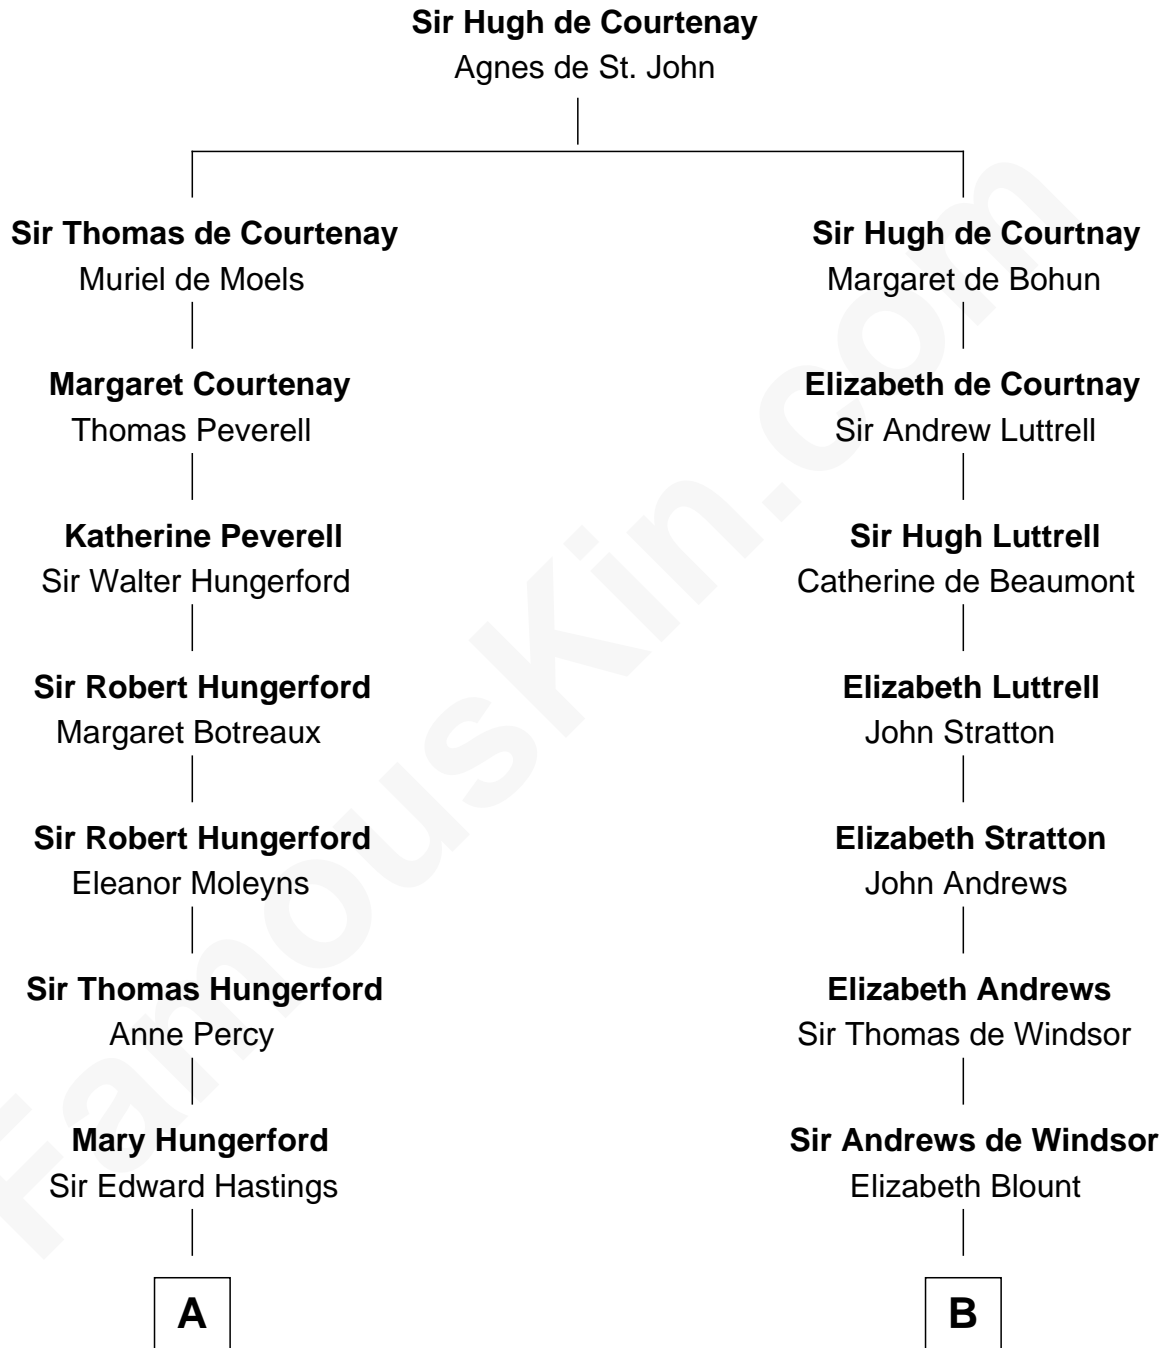 Sir Hugh de Courtenay
Agnes de St. John
Sir Thomas de Courtenay
Muriel de Moels
Sir Hugh de Courtnay
Margaret de Bohun
Margaret Courtenay
Thomas Peverell
Elizabeth de Courtnay
Sir Andrew Luttrell
Katherine Peverell
Sir Walter Hungerford
Sir Hugh Luttrell
Catherine de Beaumont
Sir Robert Hungerford
Margaret Botreaux
Elizabeth Luttrell
John Stratton
Sir Robert Hungerford
Eleanor Moleyns
Elizabeth Stratton
John Andrews
Sir Thomas Hungerford
Anne Percy
Elizabeth Andrews
Sir Thomas de Windsor
Mary Hungerford
Sir Edward Hastings
Sir Andrews de Windsor
Elizabeth Blount
A
B
FamousKin.com